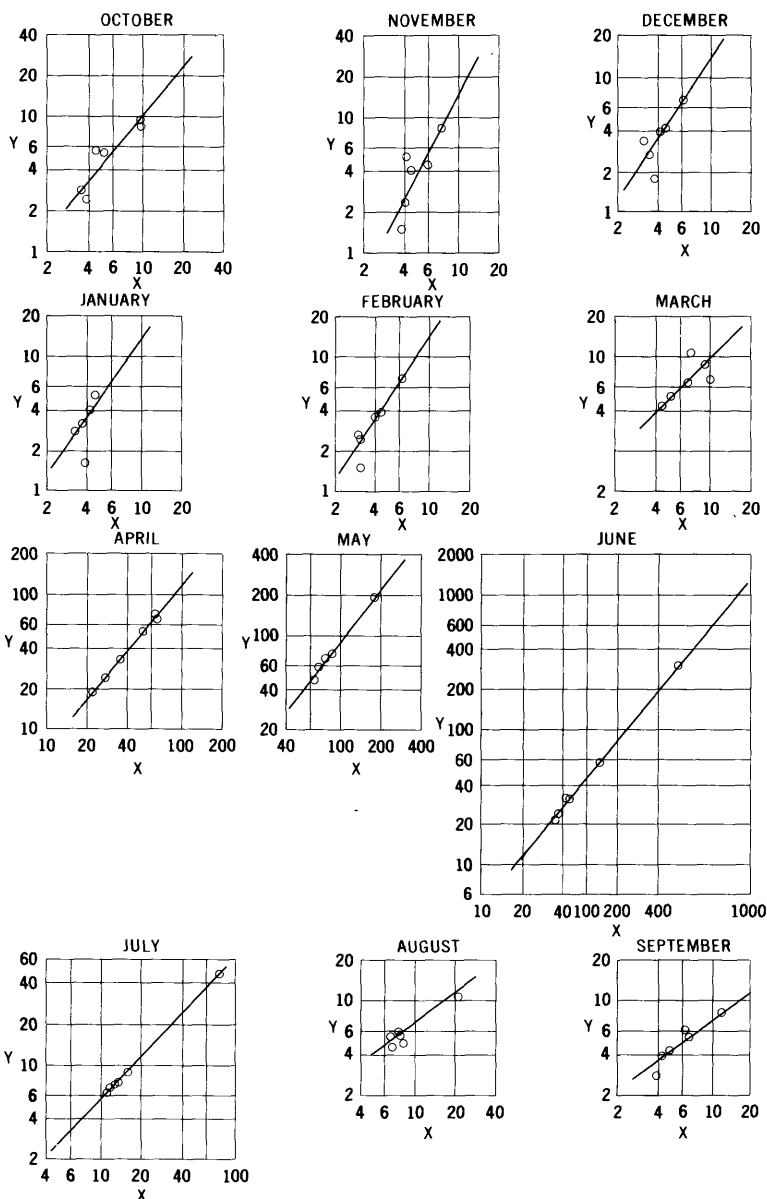 OCTOBER
40
20
10
Y
6
4
2
1
2 4 6 10 20 40
X
NOVEMBER
40
20
10
Y
6
4
2
1
2 4 6 10 20
X
DECEMBER
20
10
6
Y
4
2
1
2 4 6 10 20
X
JANUARY
20
10
6
Y
4
2
1
2 4 6 10 20
X
FEBRUARY
20
10
6
Y
4
2
1
2 4 6 10 20
X
MARCH
20
10
6
Y
4
2
2 4 6 10 20
X
APRIL
200
100
60
Y
40
20
10
10 20 40 100 200
X
MAY
400
200
100
Y
60
40
20
40 100 200 400
X
JUNE
2000
1000
600
400
200
Y
100
60
40
20
10
6
10 20 40 100 200 400 1000
X
JULY
60
40
20
10
Y
6
4
2
4 6 10 20 40 100
X
AUGUST
20
10
Y
6
4
2
4 6 10 20 40
X
SEPTEMBER
20
10
Y
6
4
2
2 4 6 10 20
X